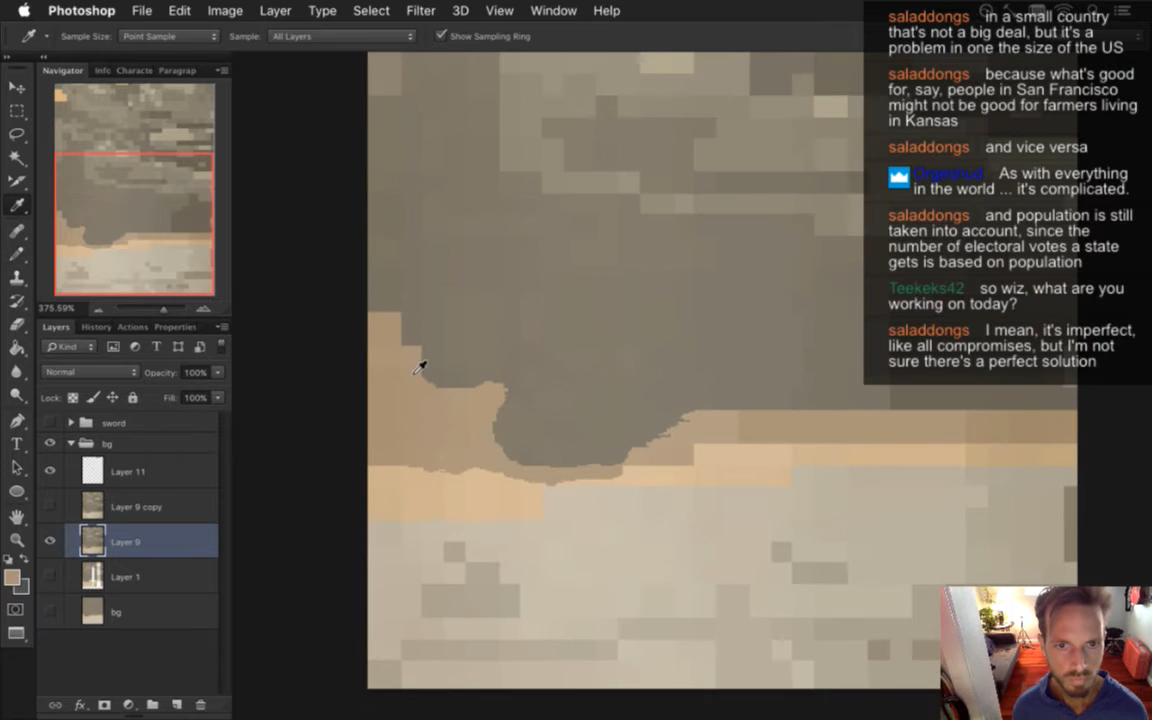 Photoshop File Edit Image Layer Type Select Filter 3D View Window Help
Sample Size: Point Sample Sample: All Layers Show Sampling Ring
Navigator Info Characte Paragrap
375.59%
Layers History Actions Properties
Kind
Normal Opacity: 100%
Lock: Fill: 100%
sword
bg
Layer 11
Layer 9 copy
Layer 9
Layer 1
bg
fx
saladdongs in a small country
that's not a big deal, but it's a
problem in one the size of the US
saladdongs because what's good
for, say, people in San Francisco
might not be good for farmers living
in Kansas
saladdongs and vice versa
As with everything
in the world ... it's complicated.
saladdongs and population is still
taken into account, since the
number of electoral votes a state
gets is based on population
Teekeks42 so wiz, what are you
working on today?
saladdongs I mean, it's imperfect,
like all compromises, but I'm not
sure there's a perfect solution